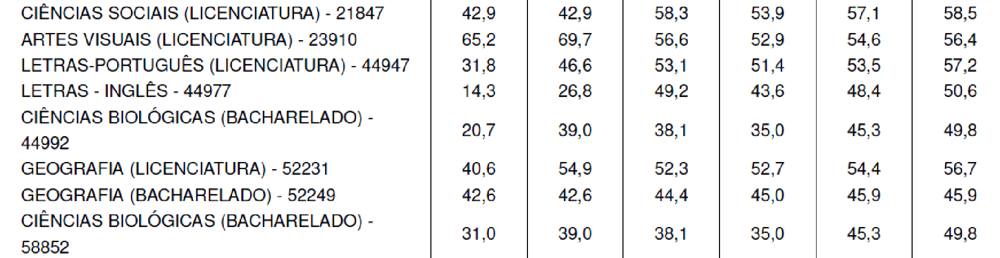 CIÊNCIAS SOCIAIS (LICENCIATURA) - 21847 42,9 42,9 58,3 53,9 57,1 58,5
ARTES VISUAIS (LICENCIATURA) - 23910 65,2 69,7 56,6 52,9 54,6 56,4
LETRAS-PORTUGUÊS (LICENCIATURA) - 44947 31,8 46,6 53,1 51,4 53,5 57,2
LETRAS - INGLÊS - 44977 14,3 26,8 49,2 43,6 48,4 50,6
CIÊNCIAS BIOLÓGICAS (BACHARELADO) -
44992 20,7 39,0 38,1 35,0 45,3 49,8
GEOGRAFIA (LICENCIATURA) - 52231 40,6 54,9 52,3 52,7 54,4 56,7
GEOGRAFIA (BACHARELADO) - 52249 42,6 42,6 44,4 45,0 45,9 45,9
CIÊNCIAS BIOLÓGICAS (BACHARELADO) -
58852 31,0 39,0 38,1 35,0 45,3 49,8